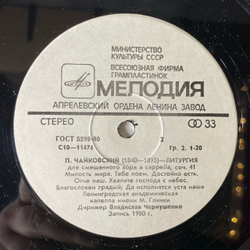 МИНИСТЕРСТВО
КУЛЬТУРЫ СССР
ВСЕСОЮЗНАЯ ФИРМА
ГРАМПЛАСТИНОК
МЕЛОДИЯ
АПРЕЛЕВСКИЙ ОРДЕНА ЛЕНИНА ЗАВОД
СТЕРЕО 33
ГОСТ 5289-80 2
С10—15474 Гр. 2. 1-20
П. ЧАЙКОВСКИЙ (1840—1893)—ЛИТУРГИЯ
для смешанного хора a cappella, соч. 41
Милость мира. Тебе поем. Достойно есть.
Отче наш. Хвалите господа с небес.
Благословен грядый; Да исполнятся уста наша
Ленинградская академическая
капелла имени М. Глинки
Дирижер Владислав Чернушенко
Запись 1980 г.